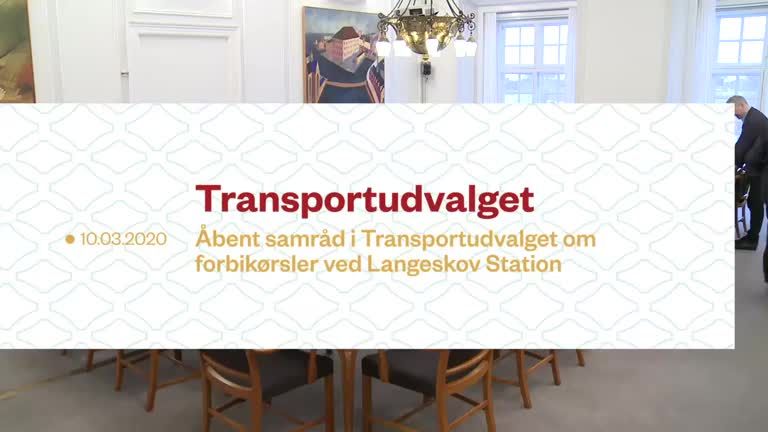 Transportudvalget
10.03.2020
Åbent samråd i Transportudvalget om
forbikørsler ved Langeskov Station